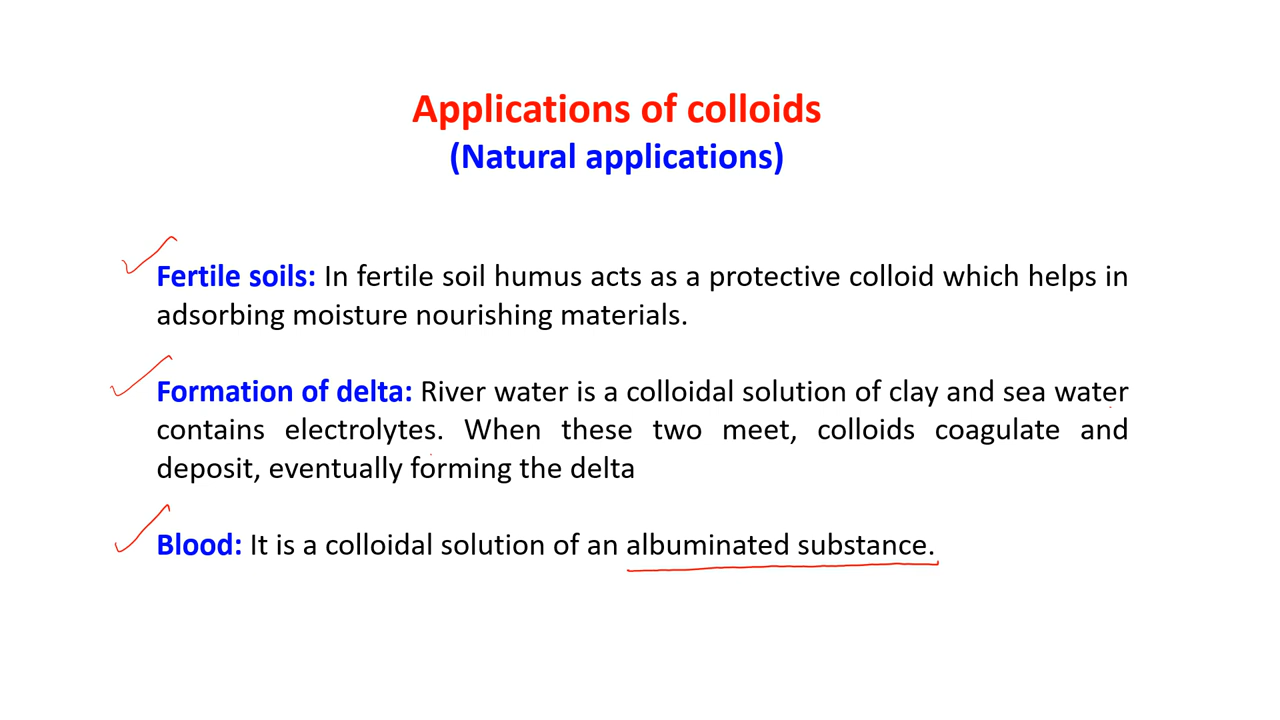 Applications of colloids
(Natural applications)
Fertile soils: In fertile soil humus acts as a protective colloid which helps in
adsorbing moisture nourishing materials.
Formation of delta: River water is a colloidal solution of clay and sea water
contains electrolytes. When these two meet, colloids coagulate and
deposit, eventually forming the delta
Blood: It is a colloidal solution of an albuminated substance.